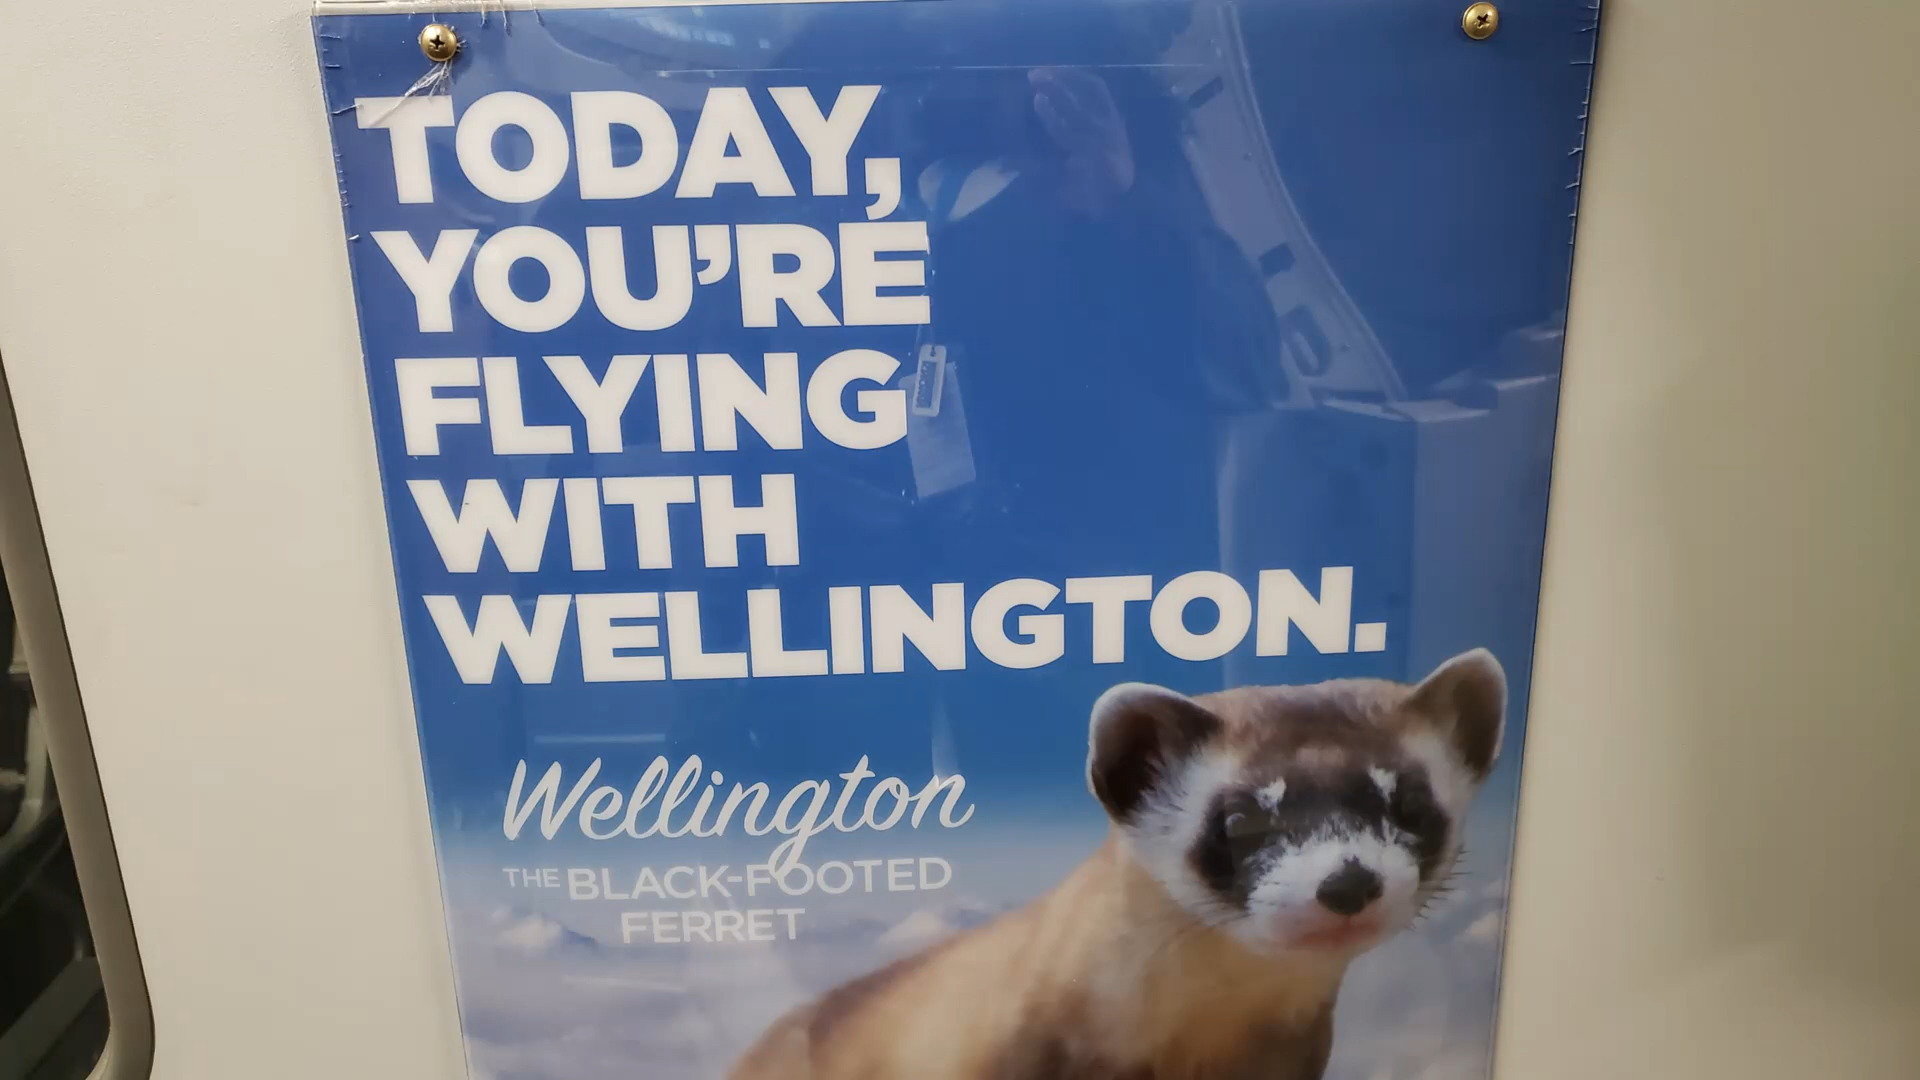 TODAY,
YOU'RE
FLYING
WITH
WELLINGTON.
Wellington
THE BLACK-FOOTED
FERRET